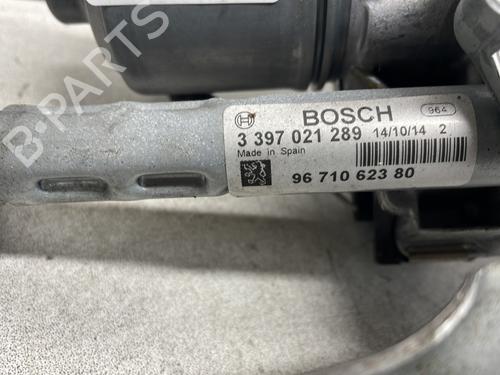 B-PARTS
BOSCH
964
3 397 021 289
14/10/14 2
Made in Spain
96 710 623 80